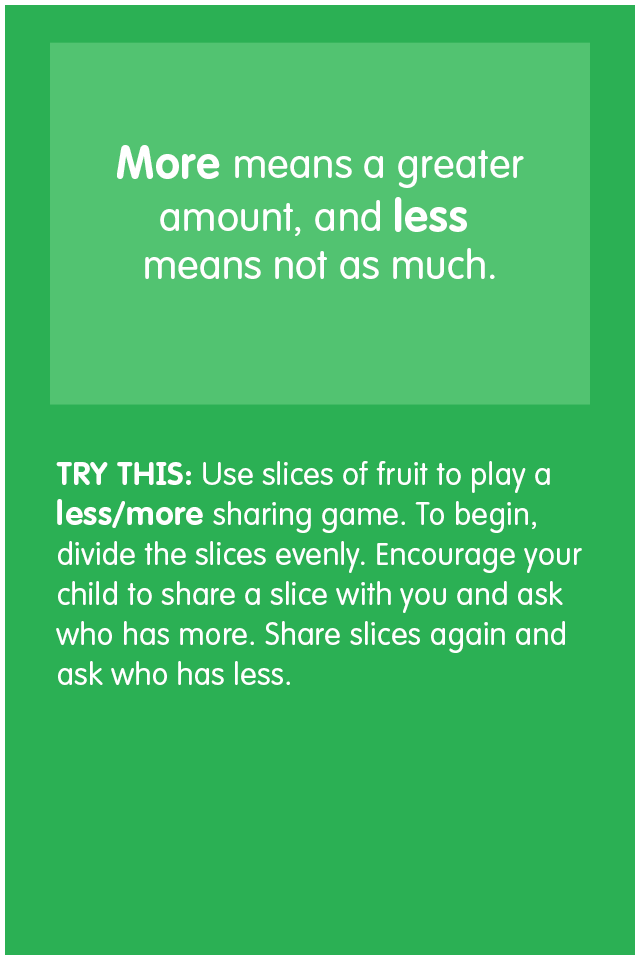 More means a greater
amount, and less
means not as much.
TRY THIS: Use slices of fruit to play a
less/more sharing game. To begin,
divide the slices evenly. Encourage your
child to share a slice with you and ask
who has more. Share slices again and
ask who has less.